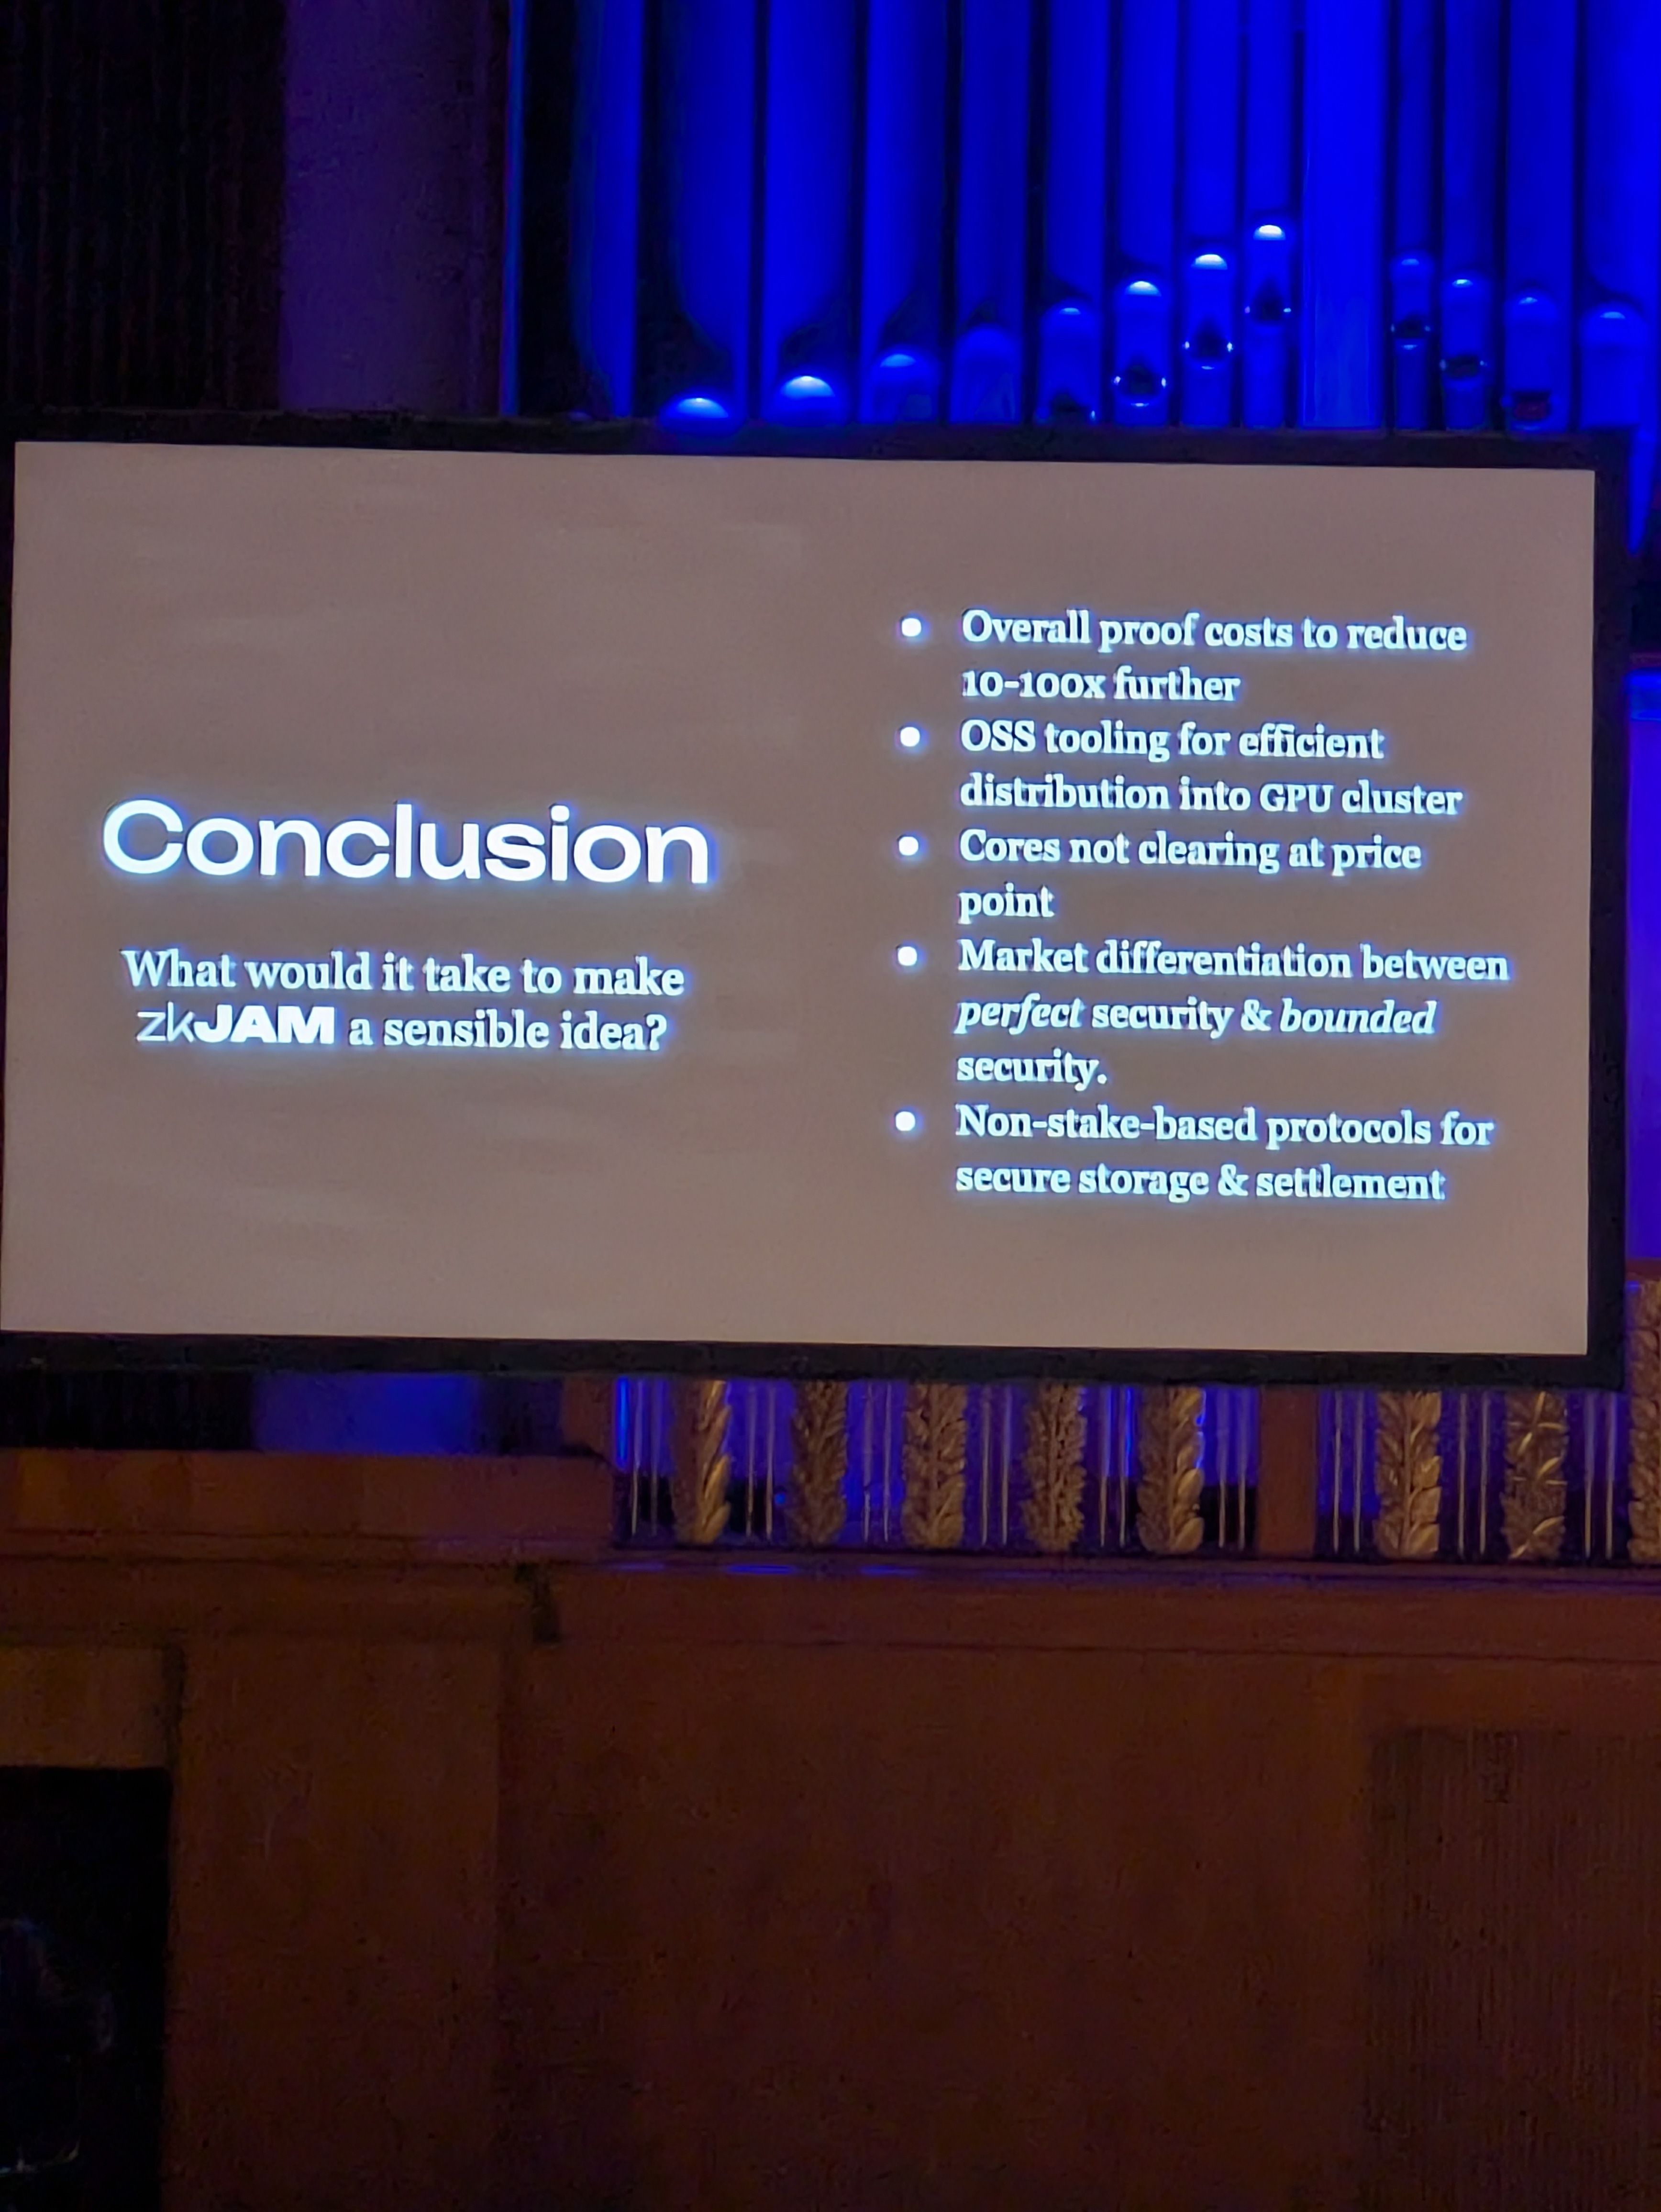 Conclusion
What would it take to make
zkJAM a sensible idea?
• Overall proof costs to reduce
10-100x further
• OSS tooling for efficient
distribution into GPU cluster
• Cores not clearing at price
point
• Market differentiation between
perfect security & bounded
security.
• Non-stake-based protocols for
secure storage & settlement